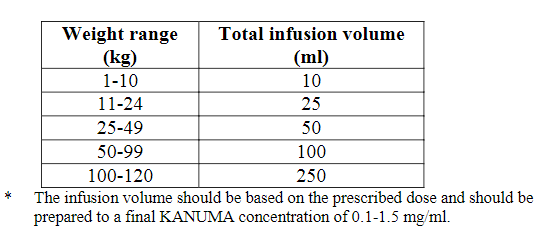 Weight range (kg) Total infusion volume (ml)
1-10 10
11-24 25
25-49 50
50-99 100
100-120 250
* The infusion volume should be based on the prescribed dose and should be
prepared to a final KANUMA concentration of 0.1-1.5 mg/ml.